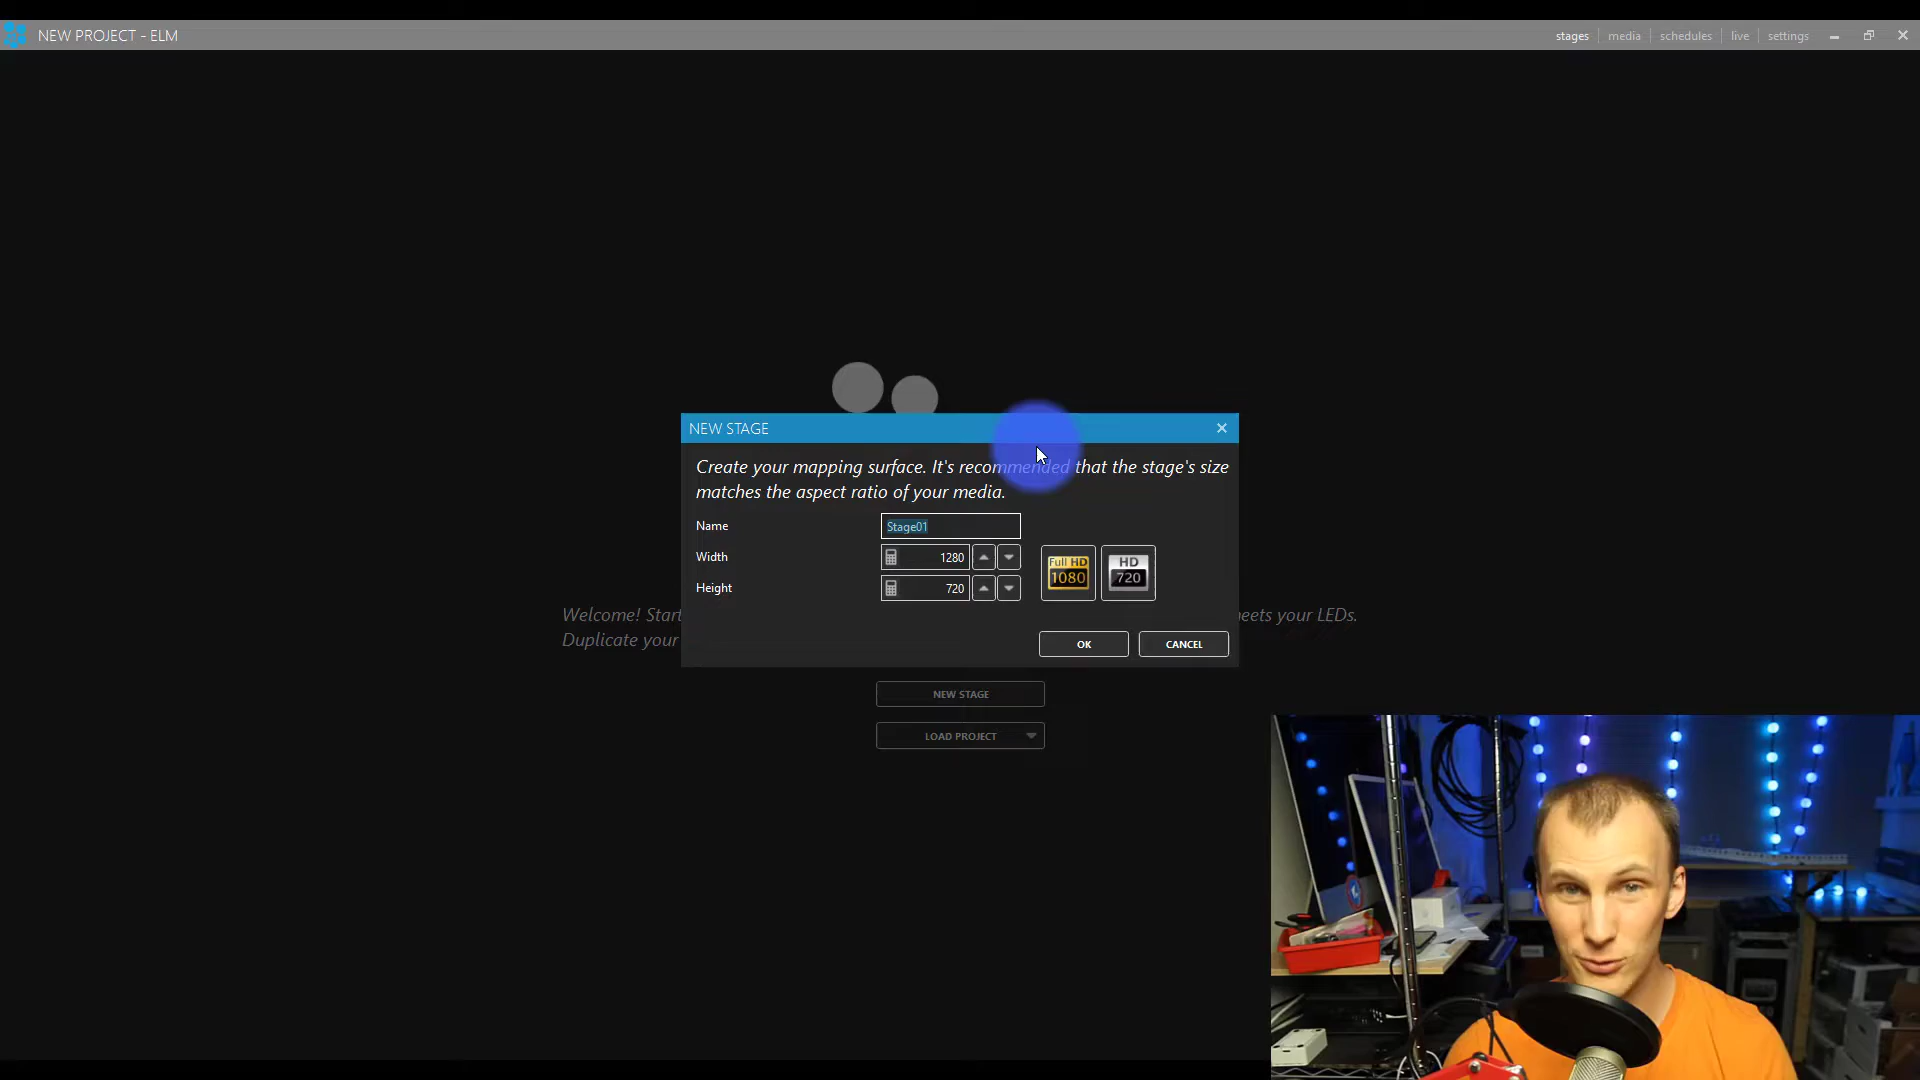 NEW PROJECT - ELM
stages
media
schedules
live
settings
NEW STAGE
Create your mapping surface. It's recommended that the stage's size
matches the aspect ratio of your media.
Name
Stage01
Width
1280
Height
720
Full HD
1080
HD
720
OK
CANCEL
Welcome! Start
eets your LEDs.
Duplicate your
NEW STAGE
LOAD PROJECT